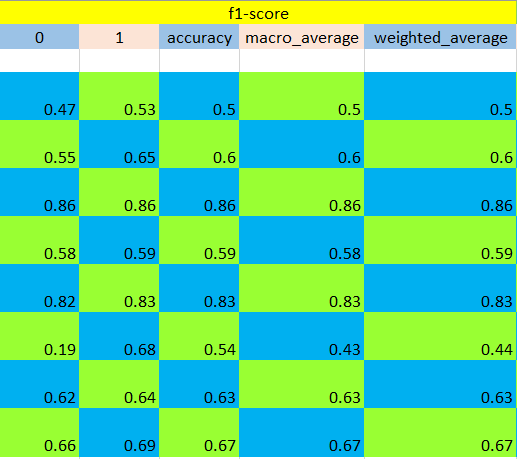 f1-score
0 1 accuracy macro_average weighted_average
0.47 0.53 0.5 0.5 0.5
0.55 0.65 0.6 0.6 0.6
0.86 0.86 0.86 0.86 0.86
0.58 0.59 0.59 0.58 0.59
0.82 0.83 0.83 0.83 0.83
0.19 0.68 0.54 0.43 0.44
0.62 0.64 0.63 0.63 0.63
0.66 0.69 0.67 0.67 0.67